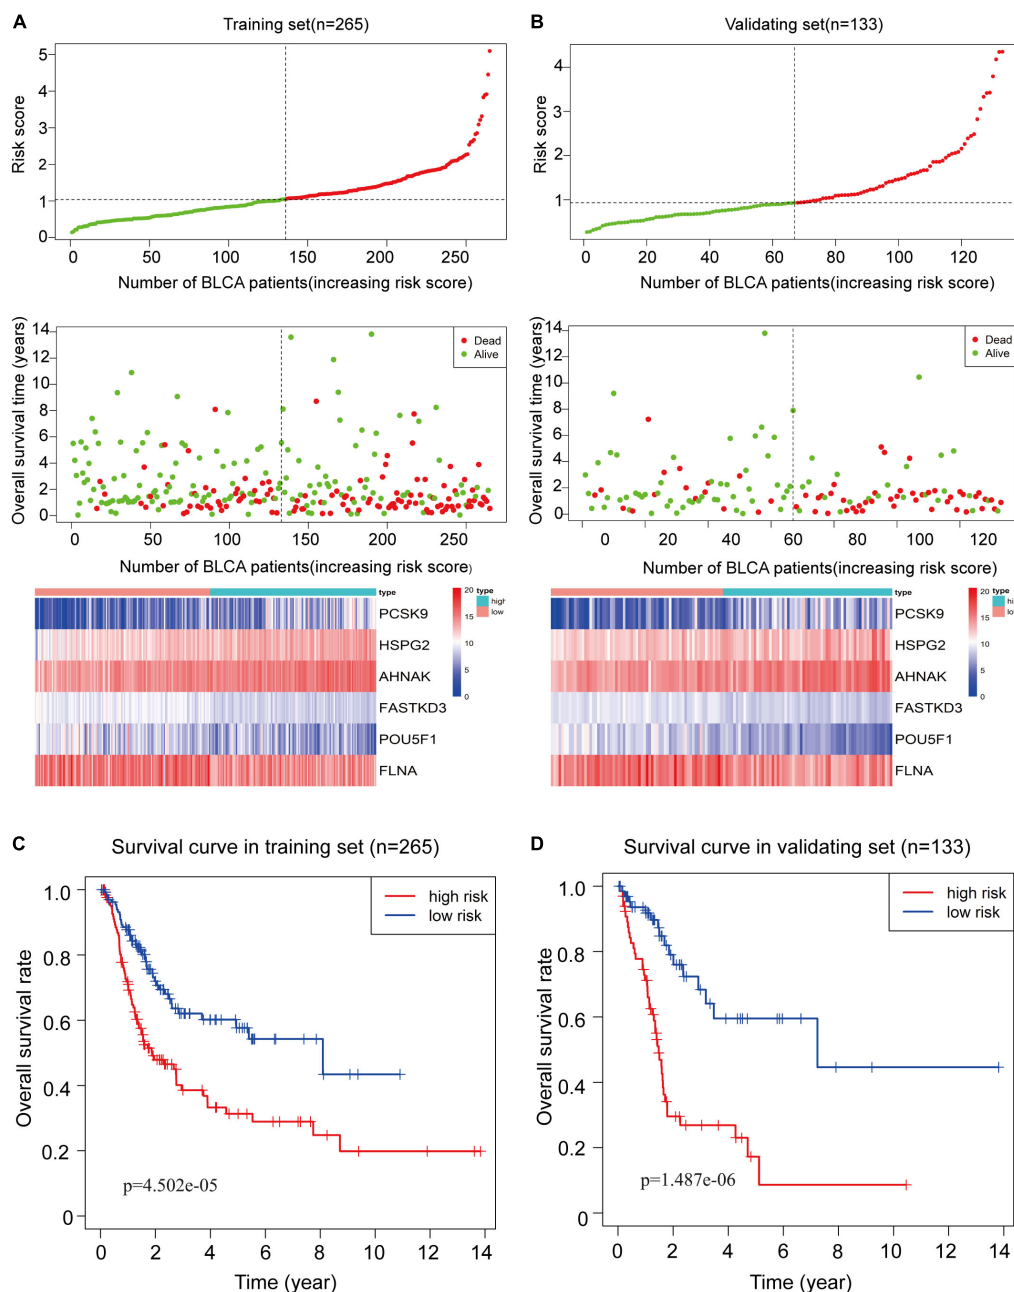 A
Training set(n=265)
Risk score
5
4
3
2
1
0
0 50 100 150 200 250
Number of BLCA patients(increasing risk score)
Overall survival time (years)
14
12
10
8
6
4
2
0
Dead
Alive
0 50 100 150 200 250
Number of BLCA patients(increasing risk score)
type
PCSK9
HSPG2
AHNAK
FASTKD3
POU5F1
FLNA
20
15
10
5
0
type
high
low
B
Validating set(n=133)
Risk score
4
3
2
1
0 20 40 60 80 100 120
Number of BLCA patients(increasing risk score)
Overall survival time (years)
14
12
10
8
6
4
2
0
Dead
Alive
0 20 40 60 80 100 120
Number of BLCA patients(increasing risk score)
type
PCSK9
HSPG2
AHNAK
FASTKD3
POU5F1
FLNA
20
15
10
5
0
type
hi
lo
C
Survival curve in training set (n=265)
Overall survival rate
1.0
0.8
0.6
0.4
0.2
0
high risk
low risk
p=4.502e-05
0 2 4 6 8 10 12 14
Time (year)
D
Survival curve in validating set (n=133)
Overall survival rate
1.0
0.8
0.6
0.4
0.2
0
high risk
low risk
p=1.487e-06
0 2 4 6 8 10 12 14
Time (year)